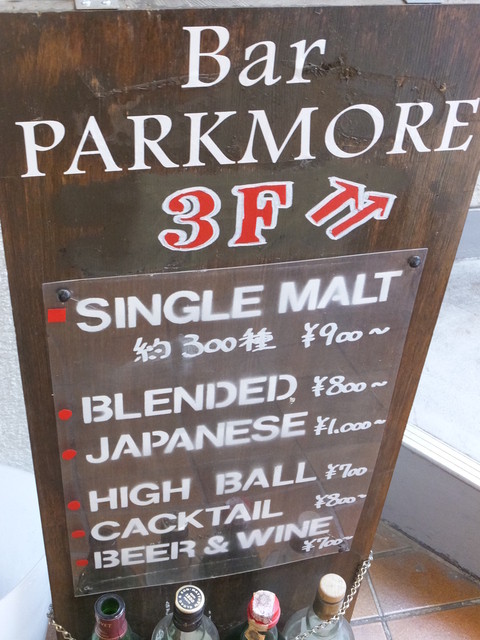 Bar
PARKMORE
3F
SINGLE MALT
約300種 ¥900~
BLENDED ¥800~
JAPANESE ¥1,000~
HIGH BALL ¥700
CACKTAIL ¥800~
BEER & WINE ¥700~